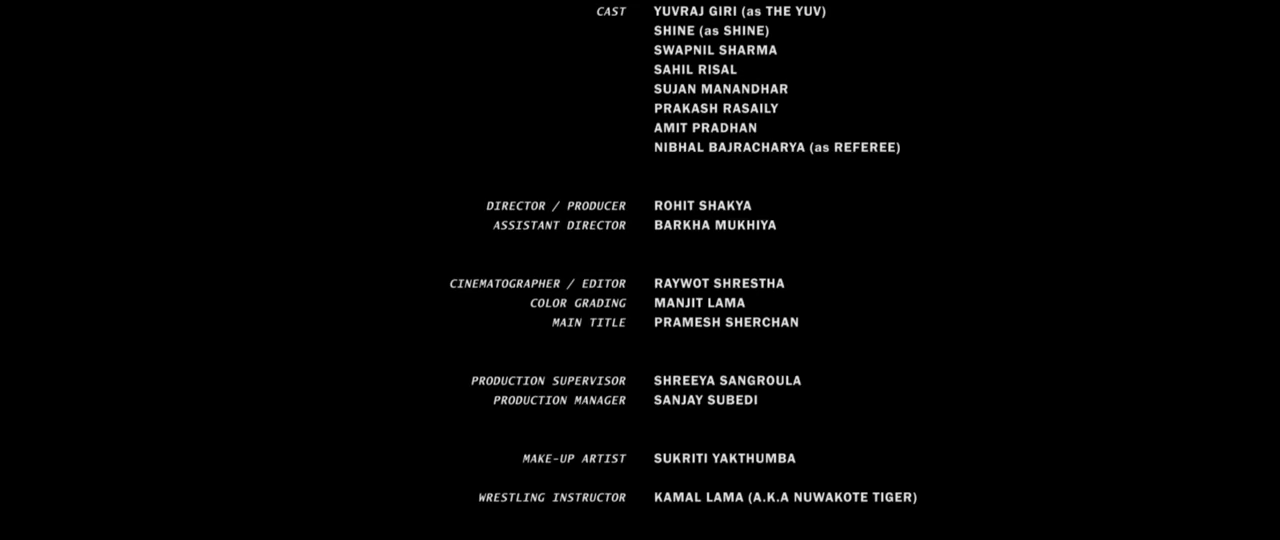 CAST YUVRAJ GIRI (as THE YUV)
SHINE (as SHINE)
SWAPNIL SHARMA
SAHIL RISAL
SUJAN MANANDHAR
PRAKASH RASAILY
AMIT PRADHAN
NIBHAL BAJRACHARYA (as REFEREE)
DIRECTOR / PRODUCER ROHIT SHAKYA
ASSISTANT DIRECTOR BARKHA MUKHIYA
CINEMATOGRAPHER / EDITOR RAYWOT SHRESTHA
COLOR GRADING MANJIT LAMA
MAIN TITLE PRAMESH SHERCHAN
PRODUCTION SUPERVISOR SHREEYA SANGROULA
PRODUCTION MANAGER SANJAY SUBEDI
MAKE-UP ARTIST SUKRITI YAKTHUMBA
WRESTLING INSTRUCTOR KAMAL LAMA (A.K.A NUWAKOTE TIGER)